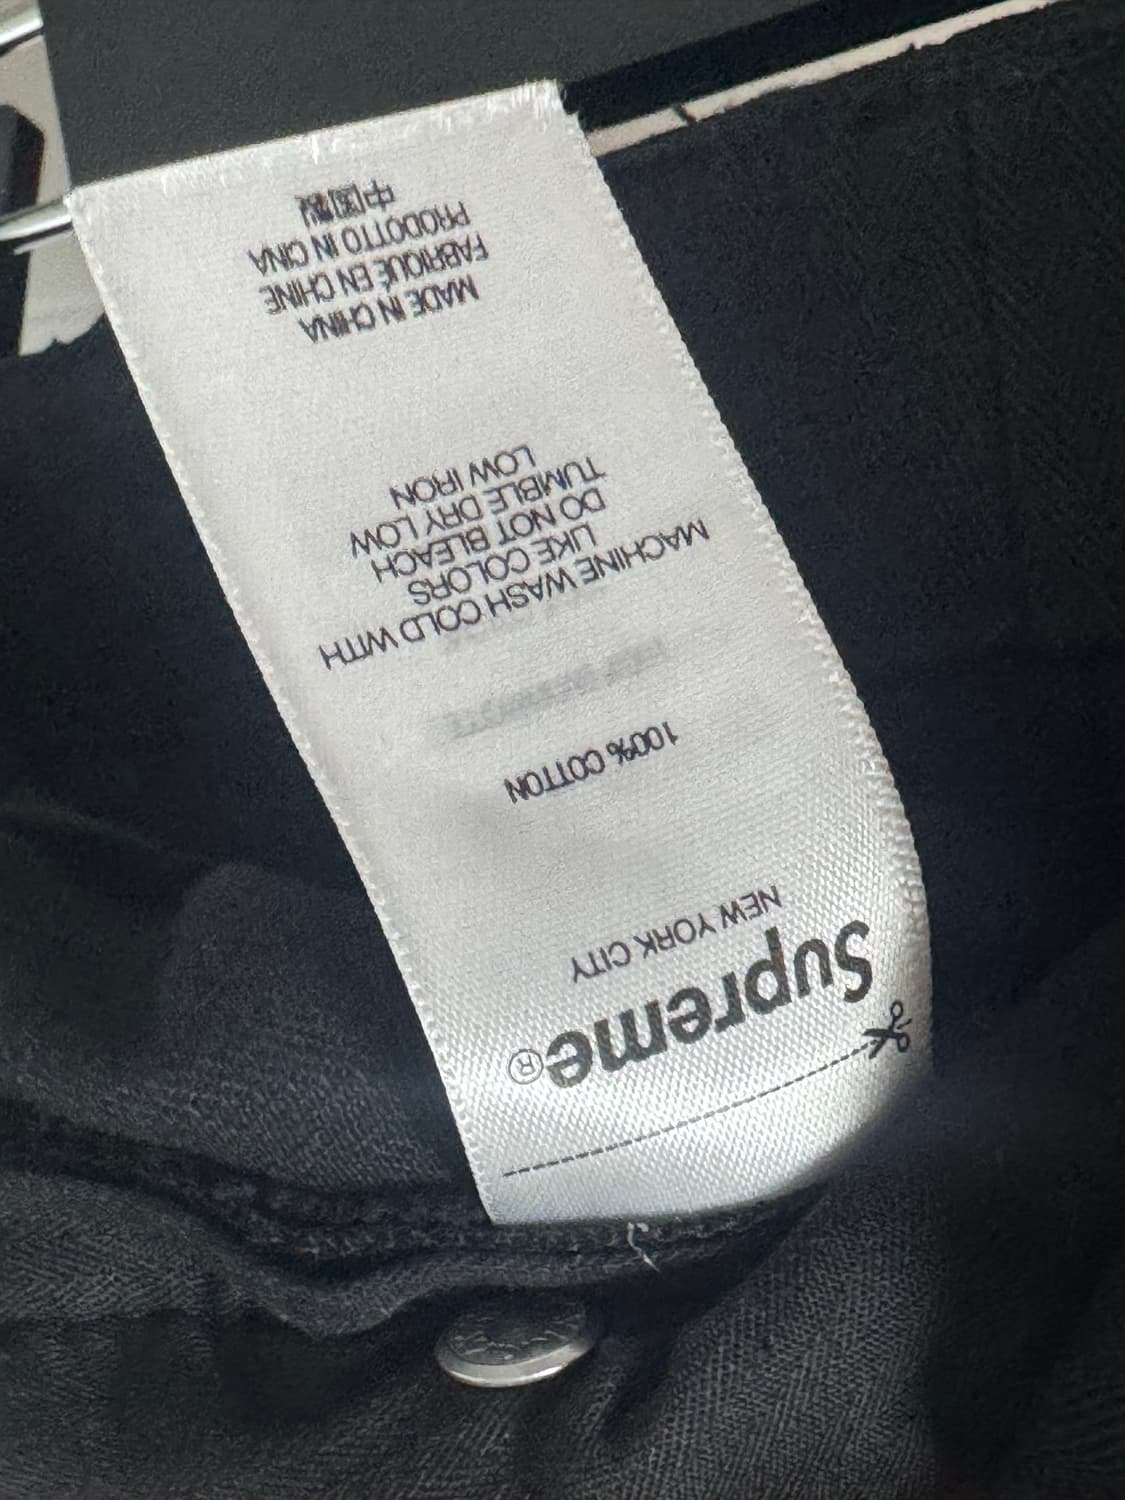 Supreme®
NEW YORK CITY
100% COTTON
MACHINE WASH COLD WITH
LIKE COLORS
DO NOT BLEACH
TUMBLE DRY LOW
LOW IRON
MADE IN CHINA
FABRIQUÉ EN CHINE
PRODOTTO IN CINA
中国製